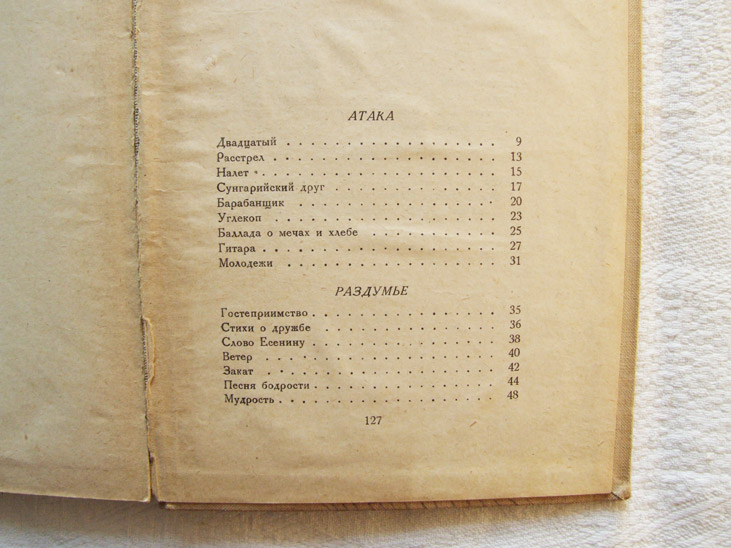 АТАКА
Двадцатый . . . . . . . . . . . . . . . . . . 9
Расстрел . . . . . . . . . . . . . . . . . . . 13
Налет . . . . . . . . . . . . . . . . . . . . 15
Сунгарийский друг . . . . . . . . . . . . . . 17
Барабанщик . . . . . . . . . . . . . . . . . 20
Углекоп . . . . . . . . . . . . . . . . . . . 23
Баллада о мечах и хлебе . . . . . . . . . . . 25
Гитара . . . . . . . . . . . . . . . . . . . . 27
Молодежи . . . . . . . . . . . . . . . . . . 31
РАЗДУМЬЕ
Гостеприимство . . . . . . . . . . . . . . . . 35
Стихи о дружбе . . . . . . . . . . . . . . . 36
Слово Есенину . . . . . . . . . . . . . . . . 38
Ветер . . . . . . . . . . . . . . . . . . . . 40
Закат . . . . . . . . . . . . . . . . . . . . 42
Песня бодрости . . . . . . . . . . . . . . . . 44
Мудрость . . . . . . . . . . . . . . . . . . . 48
127